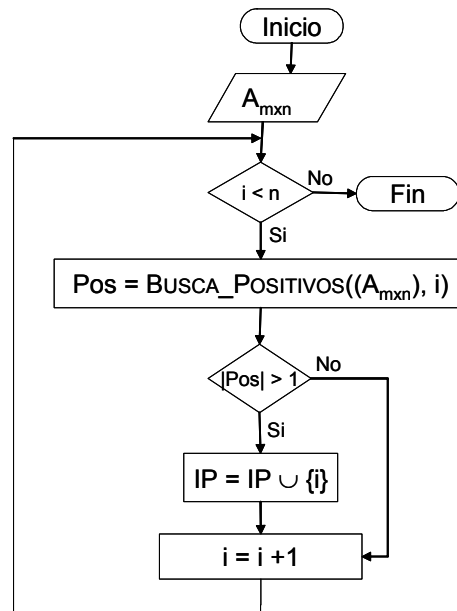 Inicio
Amxn
i < n
No
Fin
Si
Pos = BUSCA_POSITIVOS((Amxn), i)
|Pos| > 1
No
Si
IP = IP ∪ {i}
i = i +1